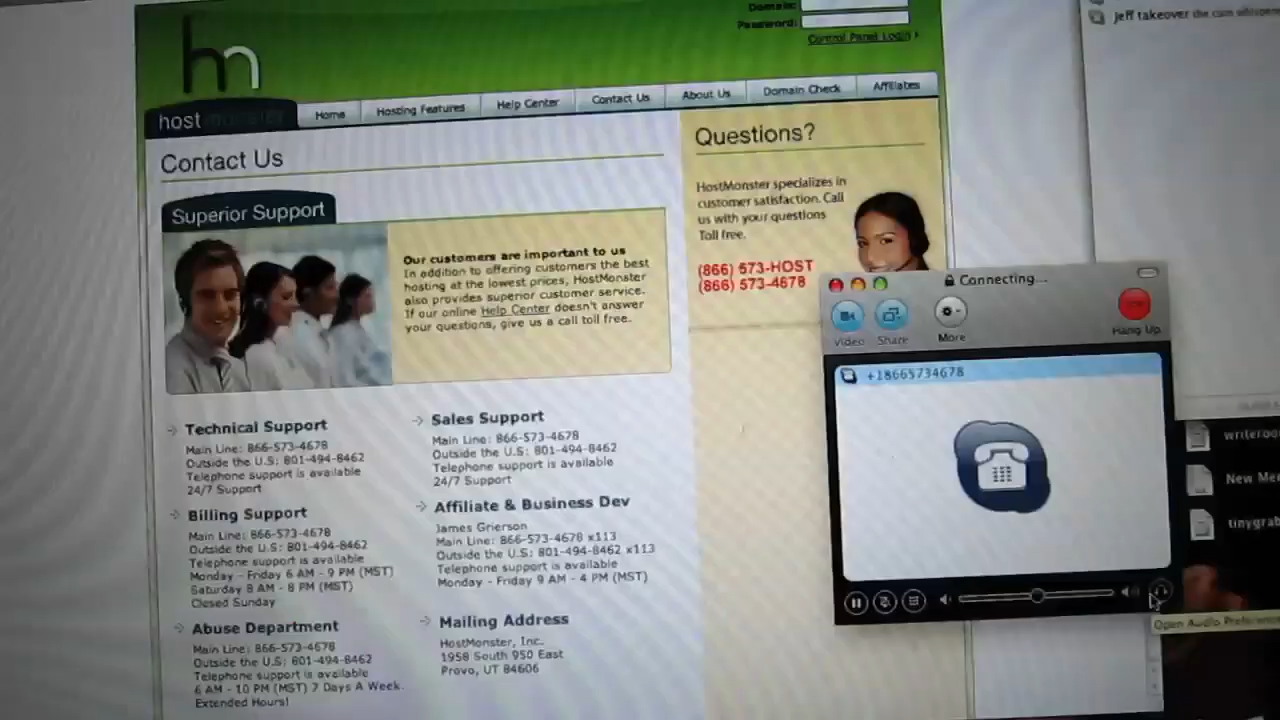 Domain:
Password:
Control Panel Login
hm
host monster
Home
Hosting Features
Help Center
Contact Us
About Us
Domain Check
Affiliates
Contact Us
Superior Support
Our customers are important to us
In addition to offering customers the best
hosting at the lowest prices, HostMonster
also provides superior customer service.
If our online Help Center doesn't answer
your questions, give us a call toll free.
Questions?
HostMonster specializes in
customer satisfaction. Call
us with your questions
Toll free.
(866) 573-HOST
(866) 573-4678
Technical Support
Main Line: 866-573-4678
Outside the U.S: 801-494-8462
Telephone support is available
24/7 Support
Billing Support
Main Line: 866-573-4678
Outside the U.S: 801-494-8462
Telephone support is available
Monday - Friday 6 AM - 9 PM (MST)
Saturday 8 AM - 8 PM (MST)
Closed Sunday
Abuse Department
Main Line: 866-573-4678
Outside the U.S: 801-494-8462
Telephone support is available
6 AM - 10 PM (MST) 7 Days A Week.
Extended Hours!
Sales Support
Main Line: 866-573-4678
Outside the U.S: 801-494-8462
Telephone support is available
24/7 Support
Affiliate & Business Dev
James Grierson
Main Line: 866-573-4678 x113
Outside the U.S: 801-494-8462 x113
Telephone support is available
Monday - Friday 9 AM - 4 PM (MST)
Mailing Address
HostMonster, Inc.
1958 South 950 East
Provo, UT 84606
Connecting...
Video
Share
More
Hang Up
+18665734678
Open Audio Preferenc
jeff takeover
writeroo
New Me
tinygrab